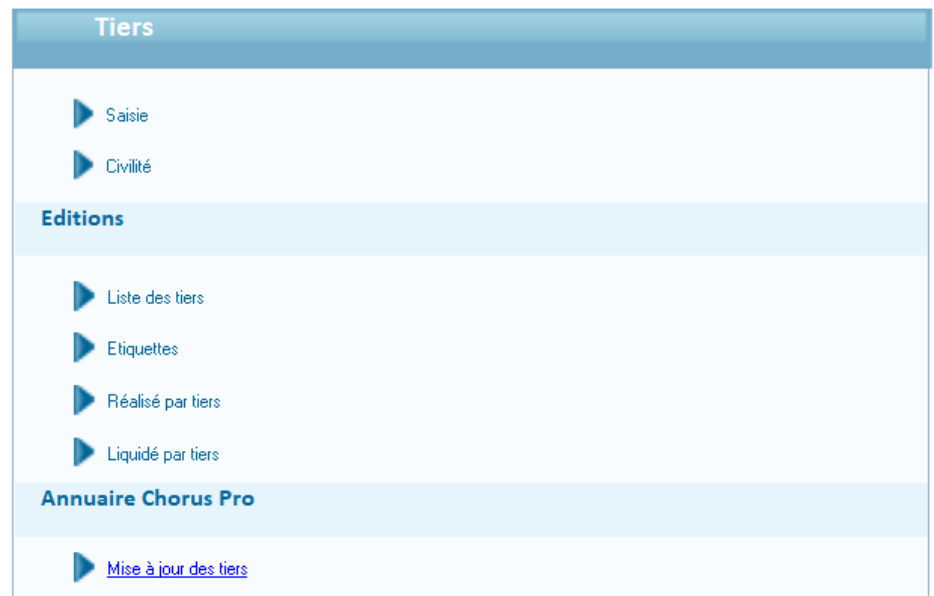 Tiers
Saisie
Civilité
Editions
Liste des tiers
Etiquettes
Réalisé par tiers
Liquidé par tiers
Annuaire Chorus Pro
Mise à jour des tiers